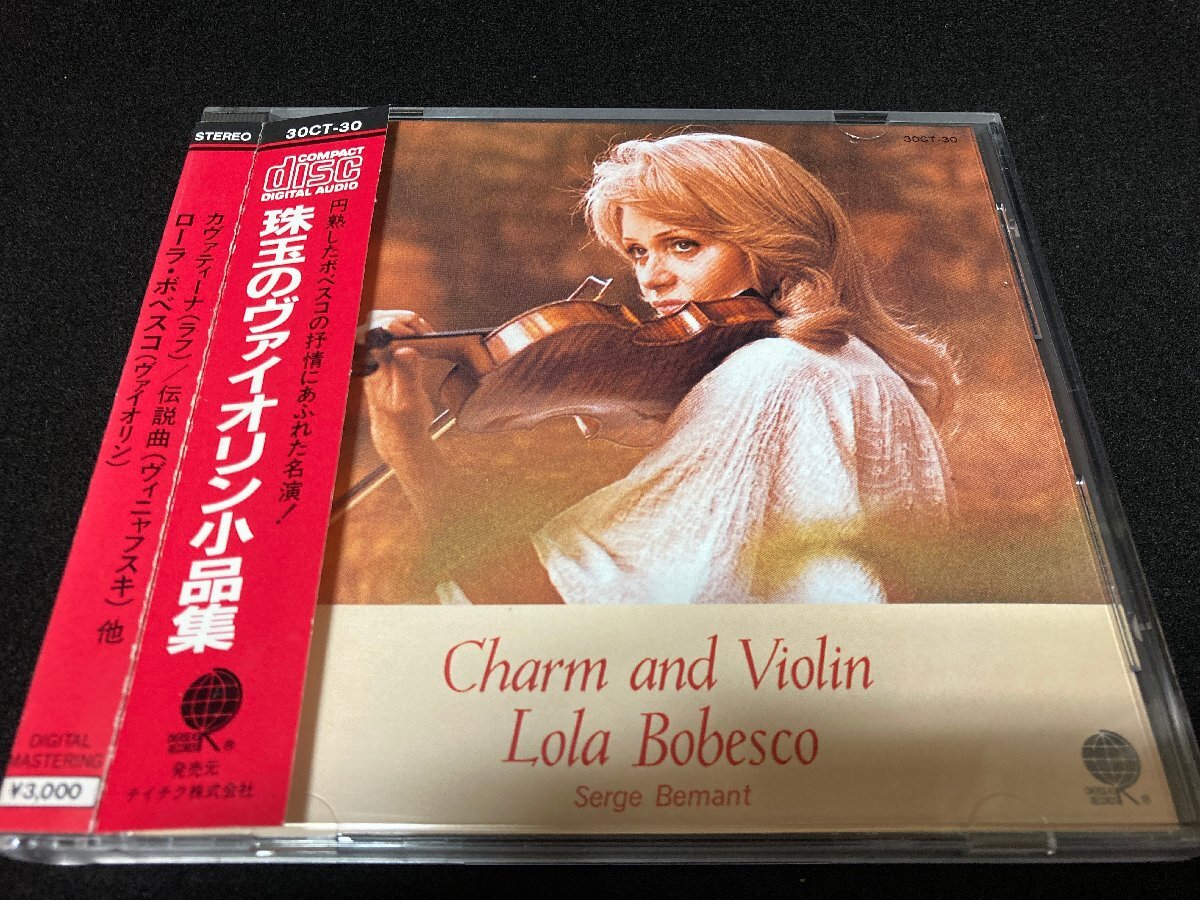 STEREO
カヴァティーナ(ラフ)／伝説曲(ヴィニャフスキ)他
ローラ・ボベスコ(ヴァイオリン)
DIGITAL
MASTERING
¥3,000
30CT-30
COMPACT
disc
DIGITAL AUDIO
円熟したボベスコの抒情にあふれた名演!
珠玉のヴァイオリン小品集
OVERSEAS
RECORDS
®
発売元
テイチク株式会社
30CT-30
Charm and Violin
Lola Bobesco
Serge Bemant
OVERSEAS
RECORDS
®